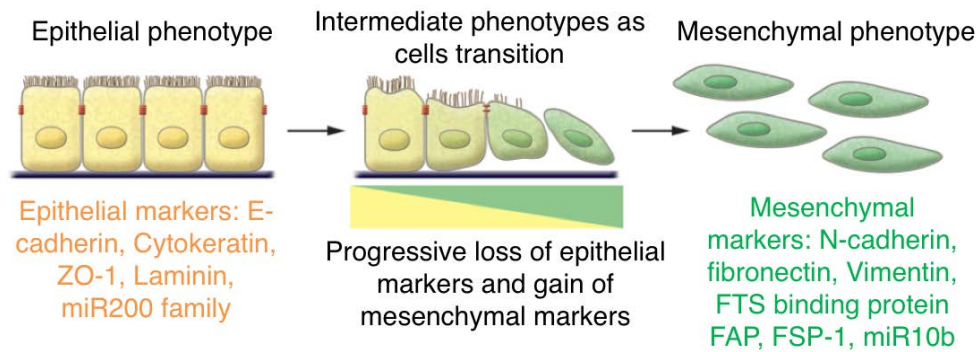 Epithelial phenotype
Epithelial markers: E-
cadherin, Cytokeratin,
ZO-1, Laminin,
miR200 family
Intermediate phenotypes as
cells transition
Progressive loss of epithelial
markers and gain of
mesenchymal markers
Mesenchymal phenotype
Mesenchymal
markers: N-cadherin,
fibronectin, Vimentin,
FTS binding protein
FAP, FSP-1, miR10b